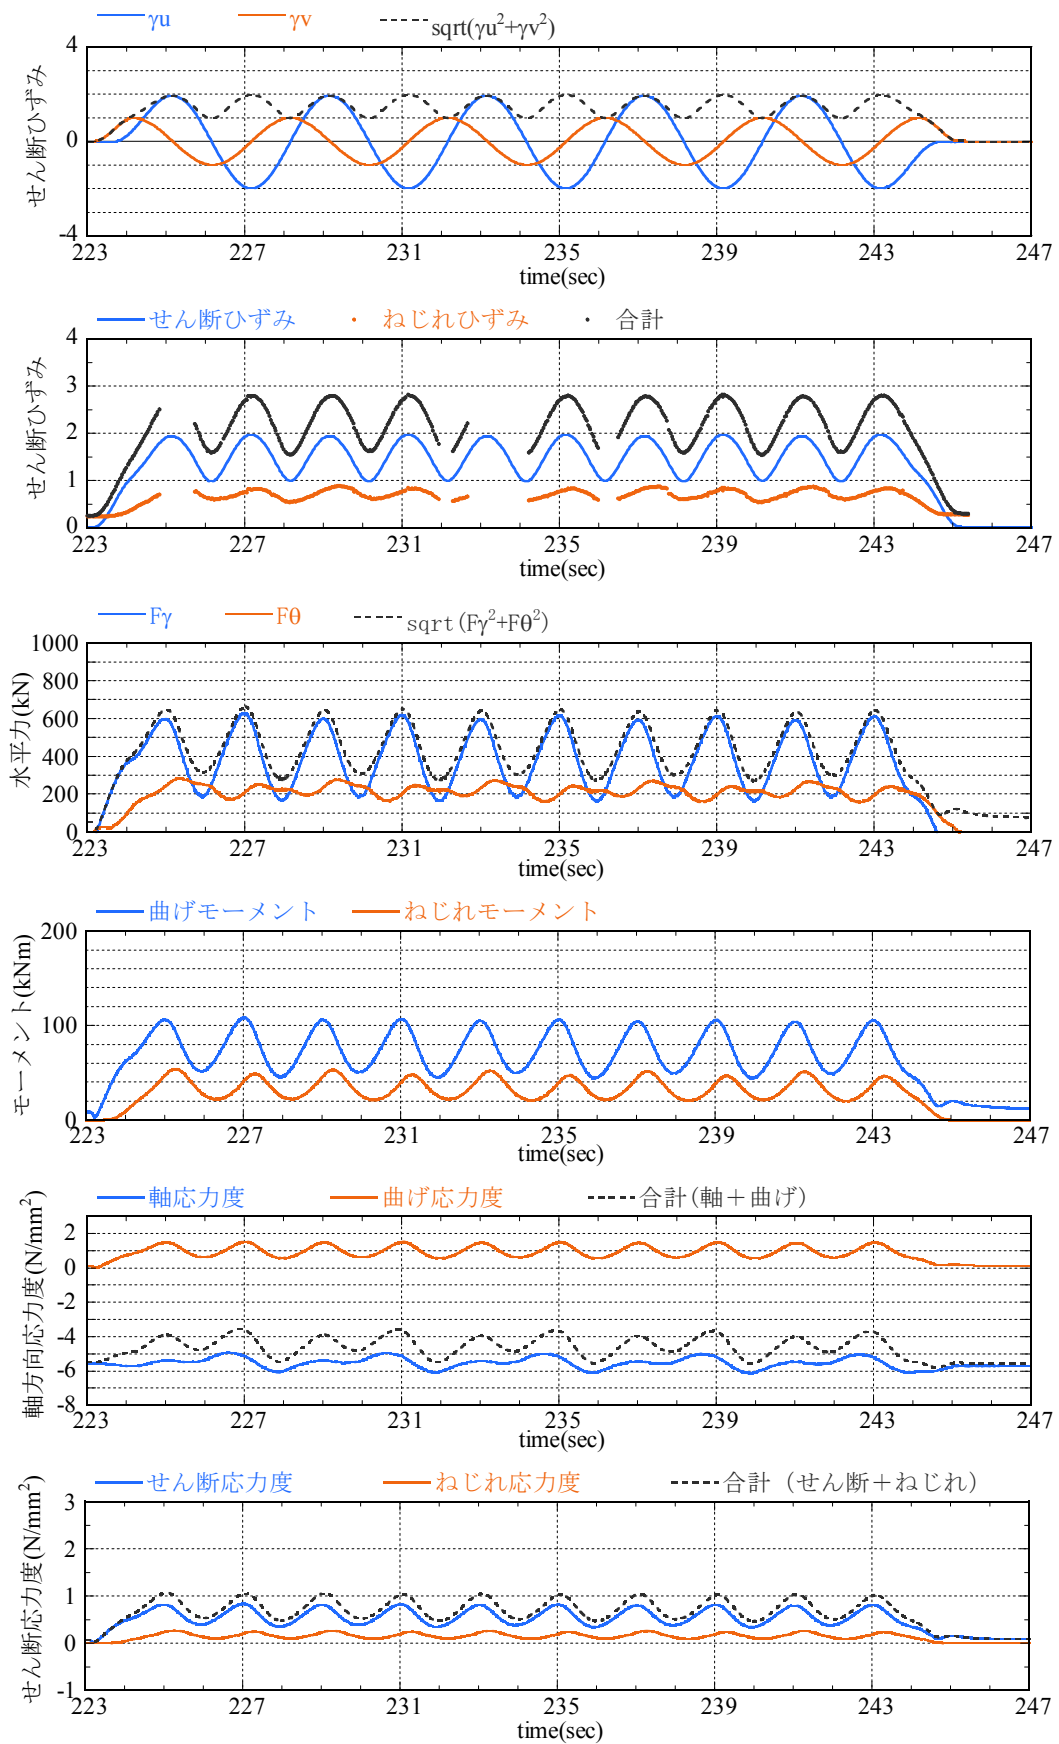 γu γv sqrt(γu²+γv²)
せん断ひずみ
4
0
-4
223 227 231 235 239 243 247
time(sec)
せん断ひずみ ねじれひずみ 合計
せん断ひずみ
4
3
2
1
0
223 227 231 235 239 243 247
time(sec)
Fγ Fθ sqrt(Fγ²+Fθ²)
水平力(kN)
1000
800
600
400
200
0
223 227 231 235 239 243 247
time(sec)
曲げモーメント ねじれモーメント
モーメント(kNm)
200
100
0
223 227 231 235 239 243 247
time(sec)
軸応力度 曲げ応力度 合計(軸＋曲げ)
軸方向応力度(N/mm²)
2
0
-2
-4
-6
-8
223 227 231 235 239 243 247
time(sec)
せん断応力度 ねじれ応力度 合計（せん断＋ねじれ）
せん断応力度(N/mm²)
3
2
1
0
-1
223 227 231 235 239 243 247
time(sec)